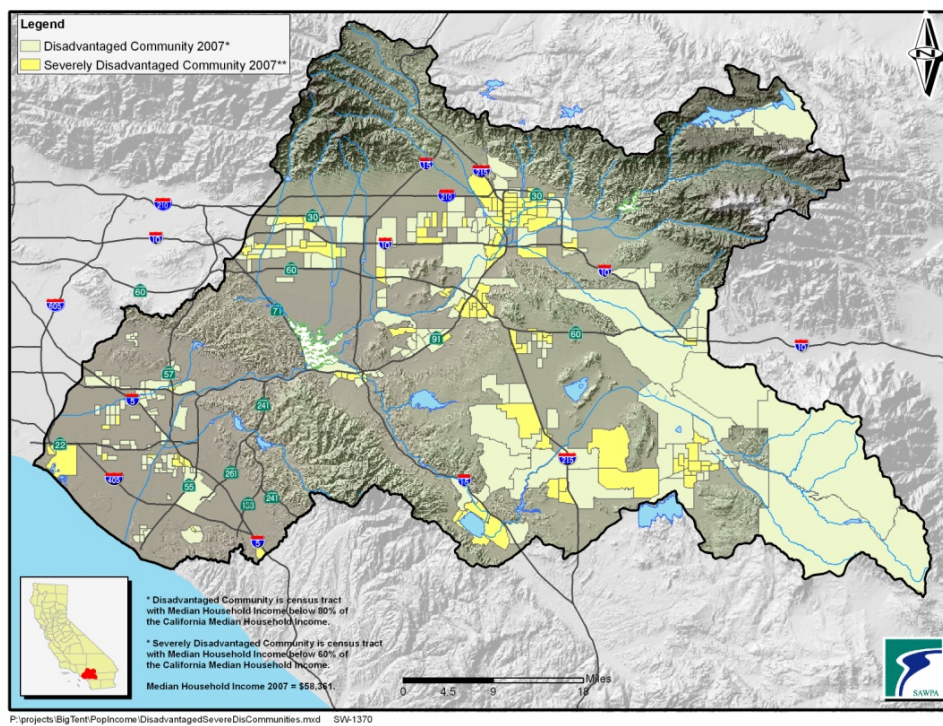 Legend
Disadvantaged Community 2007*
Severely Disadvantaged Community 2007**
N
15
215
210
215
30
210
30
10
10
60
10
60
605
71
91
60
10
57
5
241
22
405
55
261
241
133
15
215
5
* Disadvantaged Community is census tract
with Median Household Income below 80% of
the California Median Household Income.
* Severely Disadvantaged Community is census tract
with Median Household Income below 60% of
the California Median Household Income.
Median Household Income 2007 = $58,361.
0 4.5 9 18
Miles
SAWPA
P:\projects\BigTent\PopIncome\DisadvantagedSevereDisCommunities.mxd SW-1370